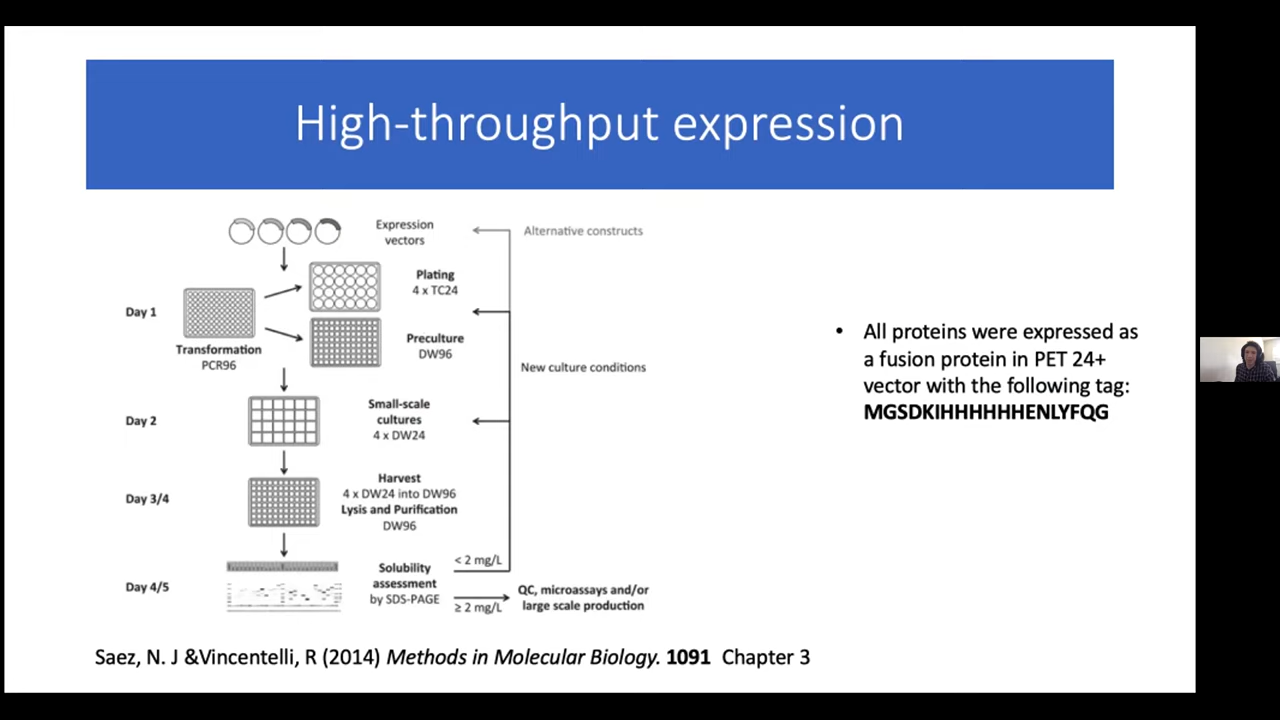 High-throughput expression
Expression
vectors
Alternative constructs
Plating
4 x TC24
Day 1
Transformation
PCR96
Preculture
DW96
New culture conditions
Day 2
Small-scale
cultures
4 x DW24
Day 3/4
Harvest
4 x DW24 into DW96
Lysis and Purification
DW96
Day 4/5
Solubility
assessment
by SDS-PAGE
< 2 mg/L
≥ 2 mg/L
QC, microassays and/or
large scale production
• All proteins were expressed as
a fusion protein in PET 24+
vector with the following tag:
MGSDKIHHHHHHENLYFQG
Saez, N. J &Vincentelli, R (2014) Methods in Molecular Biology. 1091 Chapter 3